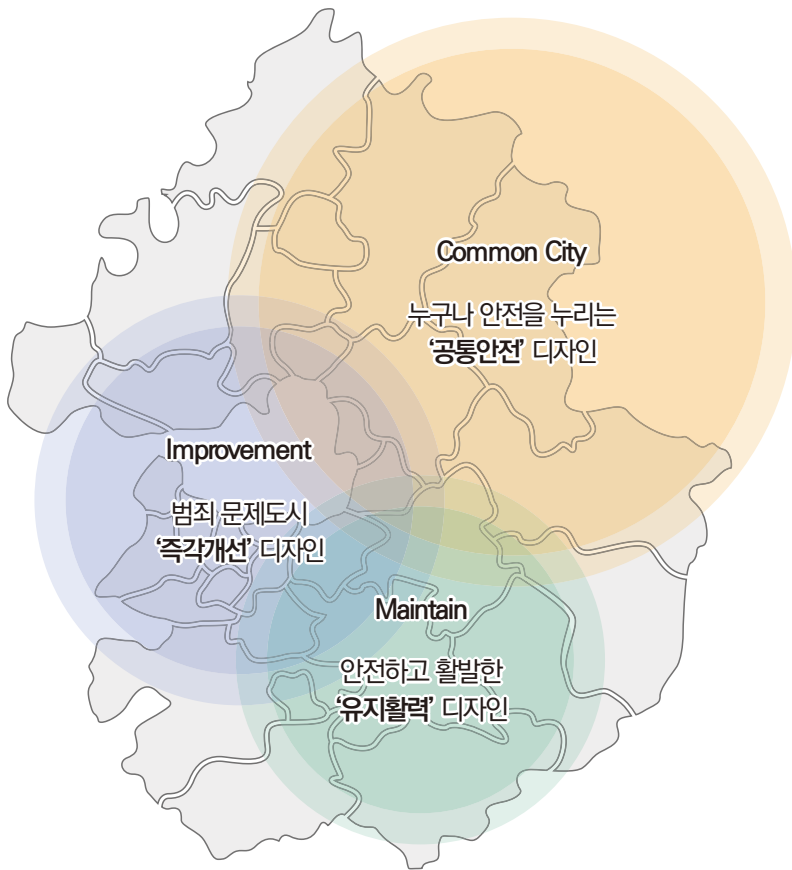 Common City
누구나 안전을 누리는
‘공통안전’ 디자인
Improvement
범죄 문제도시
‘즉각개선’ 디자인
Maintain
안전하고 활발한
‘유지활력’ 디자인